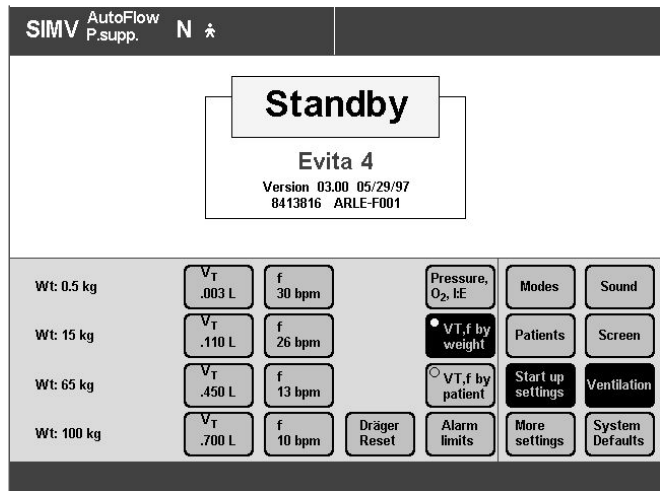 SIMV AutoFlow P.supp. N
Standby
Evita 4
Version 03.00 05/29/97
8413816 ARLE-F001
Wt: 0.5 kg
VT .003 L
f 30 bpm
Pressure, O2, I:E
Modes
Sound
Wt: 15 kg
VT .110 L
f 26 bpm
VT,f by weight
Patients
Screen
Wt: 65 kg
VT .450 L
f 13 bpm
VT,f by patient
Start up settings
Ventilation
Wt: 100 kg
VT .700 L
f 10 bpm
Dräger Reset
Alarm limits
More settings
System Defaults